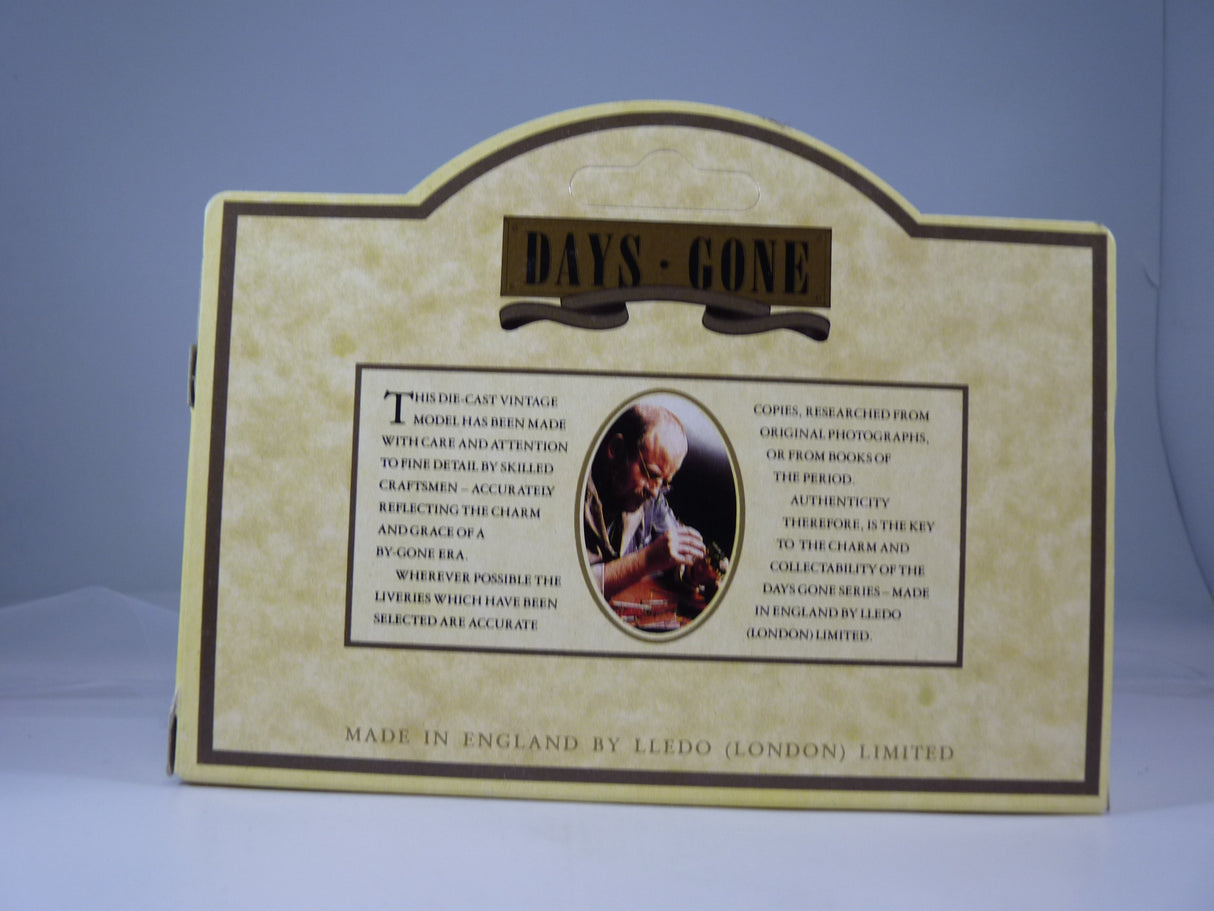 DAYS · GONE
THIS DIE-CAST VINTAGE
MODEL HAS BEEN MADE
WITH CARE AND ATTENTION
TO FINE DETAIL BY SKILLED
CRAFTSMEN – ACCURATELY
REFLECTING THE CHARM
AND GRACE OF A
BY-GONE ERA.
WHEREVER POSSIBLE THE
LIVERIES WHICH HAVE BEEN
SELECTED ARE ACCURATE
COPIES, RESEARCHED FROM
ORIGINAL PHOTOGRAPHS,
OR FROM BOOKS OF
THE PERIOD.
AUTHENTICITY
THEREFORE, IS THE KEY
TO THE CHARM AND
COLLECTABILITY OF THE
DAYS GONE SERIES – MADE
IN ENGLAND BY LLEDO
(LONDON) LIMITED.
MADE IN ENGLAND BY LLEDO (LONDON) LIMITED